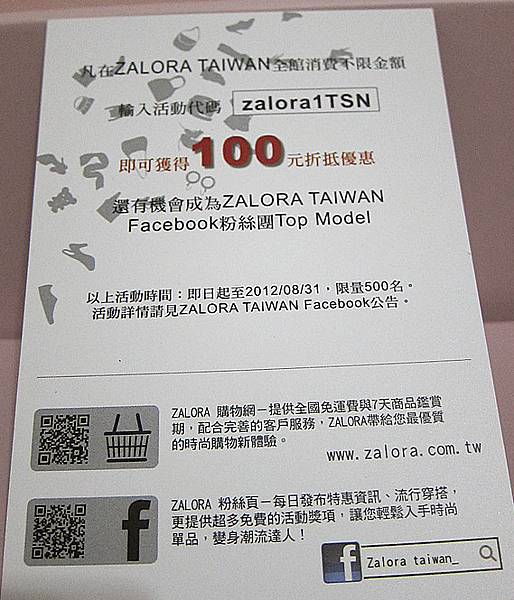 凡在ZALORA TAIWAN全館消費不限金額
輸入活動代碼 zalora1TSN
即可獲得100元折抵優惠
還有機會成為ZALORA TAIWAN
Facebook粉絲團Top Model
以上活動時間：即日起至2012/08/31，限量500名。
活動詳情請見ZALORA TAIWAN Facebook公告。
ZALORA 購物網－提供全國免運費與7天商品鑑賞
期，配合完善的客戶服務，ZALORA帶給您最優質
的時尚購物新體驗。
www.zalora.com.tw
ZALORA 粉絲頁－每日發布特惠資訊、流行穿搭，
更提供超多免費的活動獎項，讓您輕鬆入手時尚
單品，變身潮流達人！
f
f Zalora taiwan_